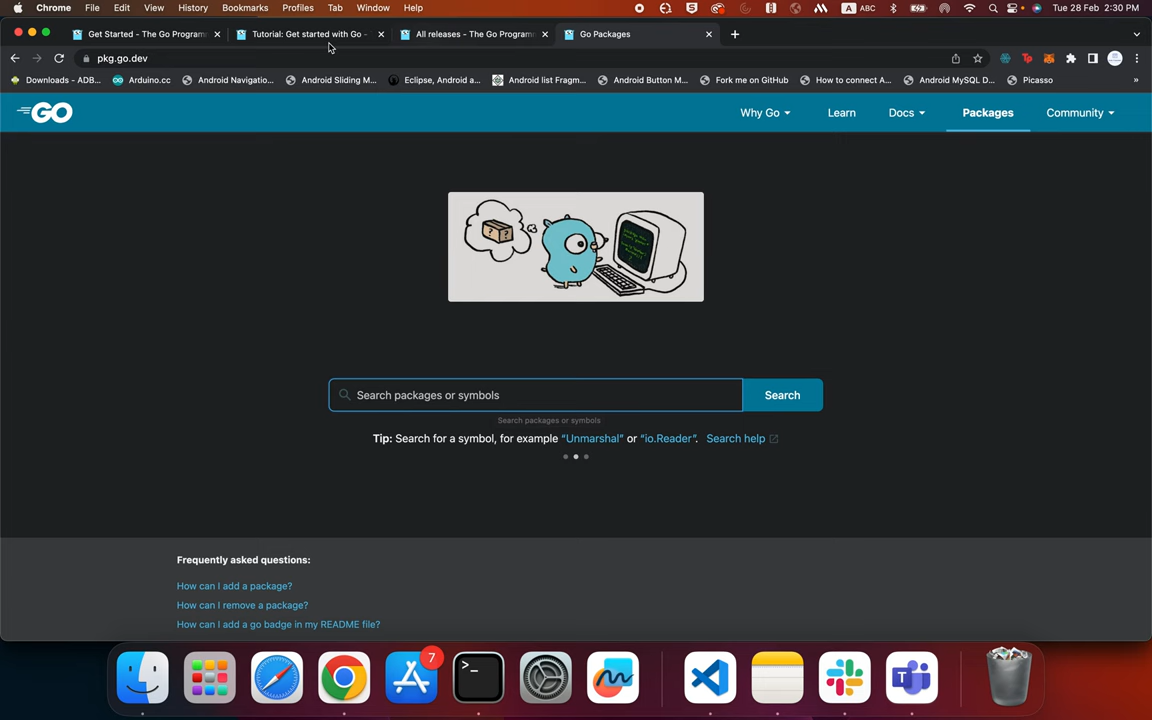 Chrome File Edit View History Bookmarks Profiles Tab Window Help A ABC Tue 28 Feb 2:30 PM
Get Started - The Go Programm Tutorial: Get started with Go - All releases - The Go Programm Go Packages
pkg.go.dev
Downloads - ADB... Arduino.cc Android Navigatio... Android Sliding M... Eclipse, Android a... Android list Fragm... Android Button M... Fork me on GitHub How to connect A... Android MySQL D... Picasso »
GO Why Go Learn Docs Packages Community
Search packages or symbols Search
Search packages or symbols
Tip: Search for a symbol, for example “Unmarshal” or “io.Reader”. Search help
Frequently asked questions:
How can I add a package?
How can I remove a package?
How can I add a go badge in my README file?
7
>_